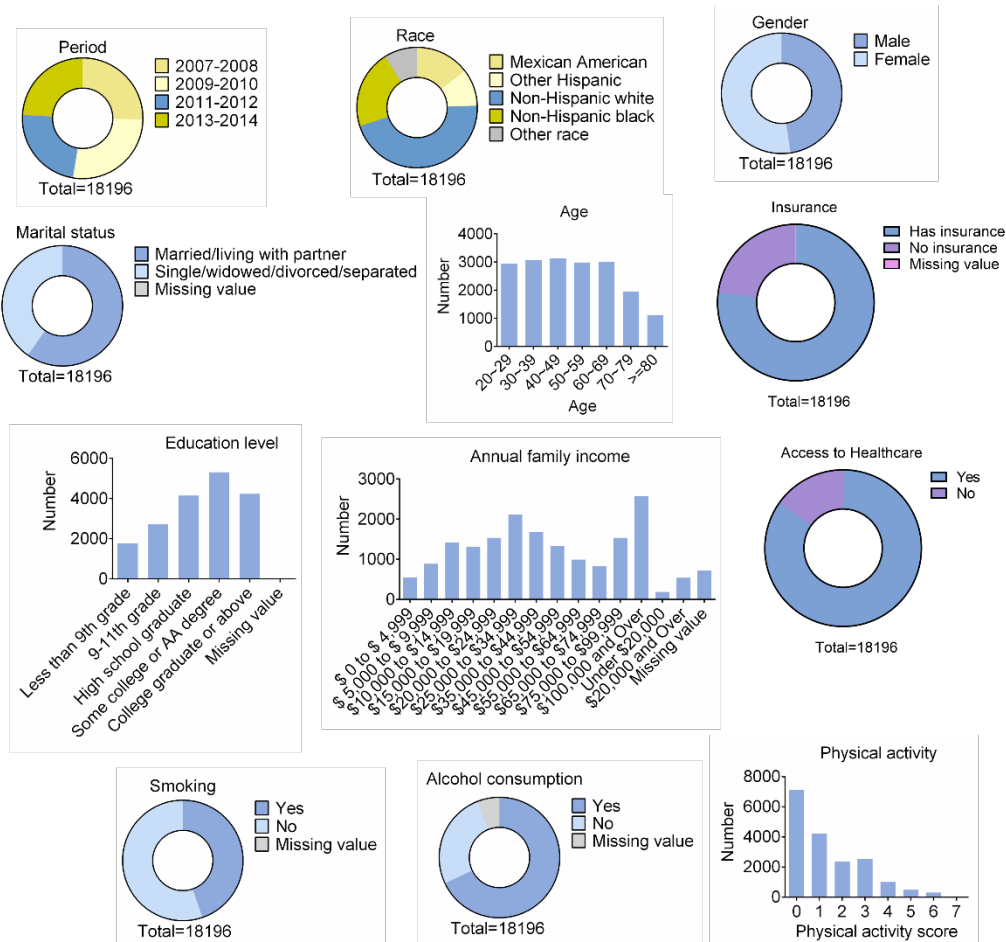 Period
2007-2008
2009-2010
2011-2012
2013-2014
Total=18196
Race
Mexican American
Other Hispanic
Non-Hispanic white
Non-Hispanic black
Other race
Total=18196
Gender
Male
Female
Total=18196
Marital status
Married/living with partner
Single/widowed/divorced/separated
Missing value
Total=18196
Age
Number
4000
3000
2000
1000
0
20~29
30~39
40~49
50~59
60~69
70~79
>=80
Age
Insurance
Has insurance
No insurance
Missing value
Total=18196
Education level
Number
6000
4000
2000
0
Less than 9th grade
9-11th grade
High school graduate
Some college or AA degree
College graduate or above
Missing value
Annual family income
Number
3000
2000
1000
0
$ 0 to $ 4,999
$ 5,000 to $ 9,999
$10,000 to $14,999
$15,000 to $19,999
$20,000 to $24,999
$25,000 to $34,999
$35,000 to $44,999
$45,000 to $54,999
$55,000 to $64,999
$65,000 to $74,999
$75,000 to $99,999
$100,000 and Over
Under $20,000
$20,000 and Over
Missing value
Access to Healthcare
Yes
No
Total=18196
Smoking
Yes
No
Missing value
Total=18196
Alcohol consumption
Yes
No
Missing value
Total=18196
Physical activity
Number
8000
6000
4000
2000
0
0 1 2 3 4 5 6 7
Physical activity score